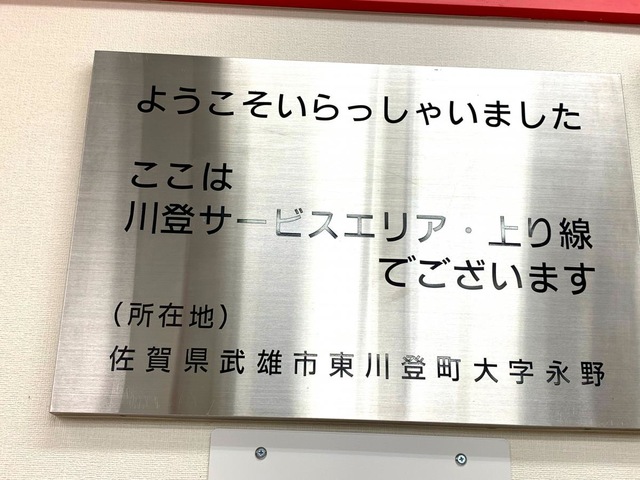 ようこそいらっしゃいました
ここは
川登サービスエリア・上り線
でございます
(所在地)
佐賀県武雄市東川登町大字永野